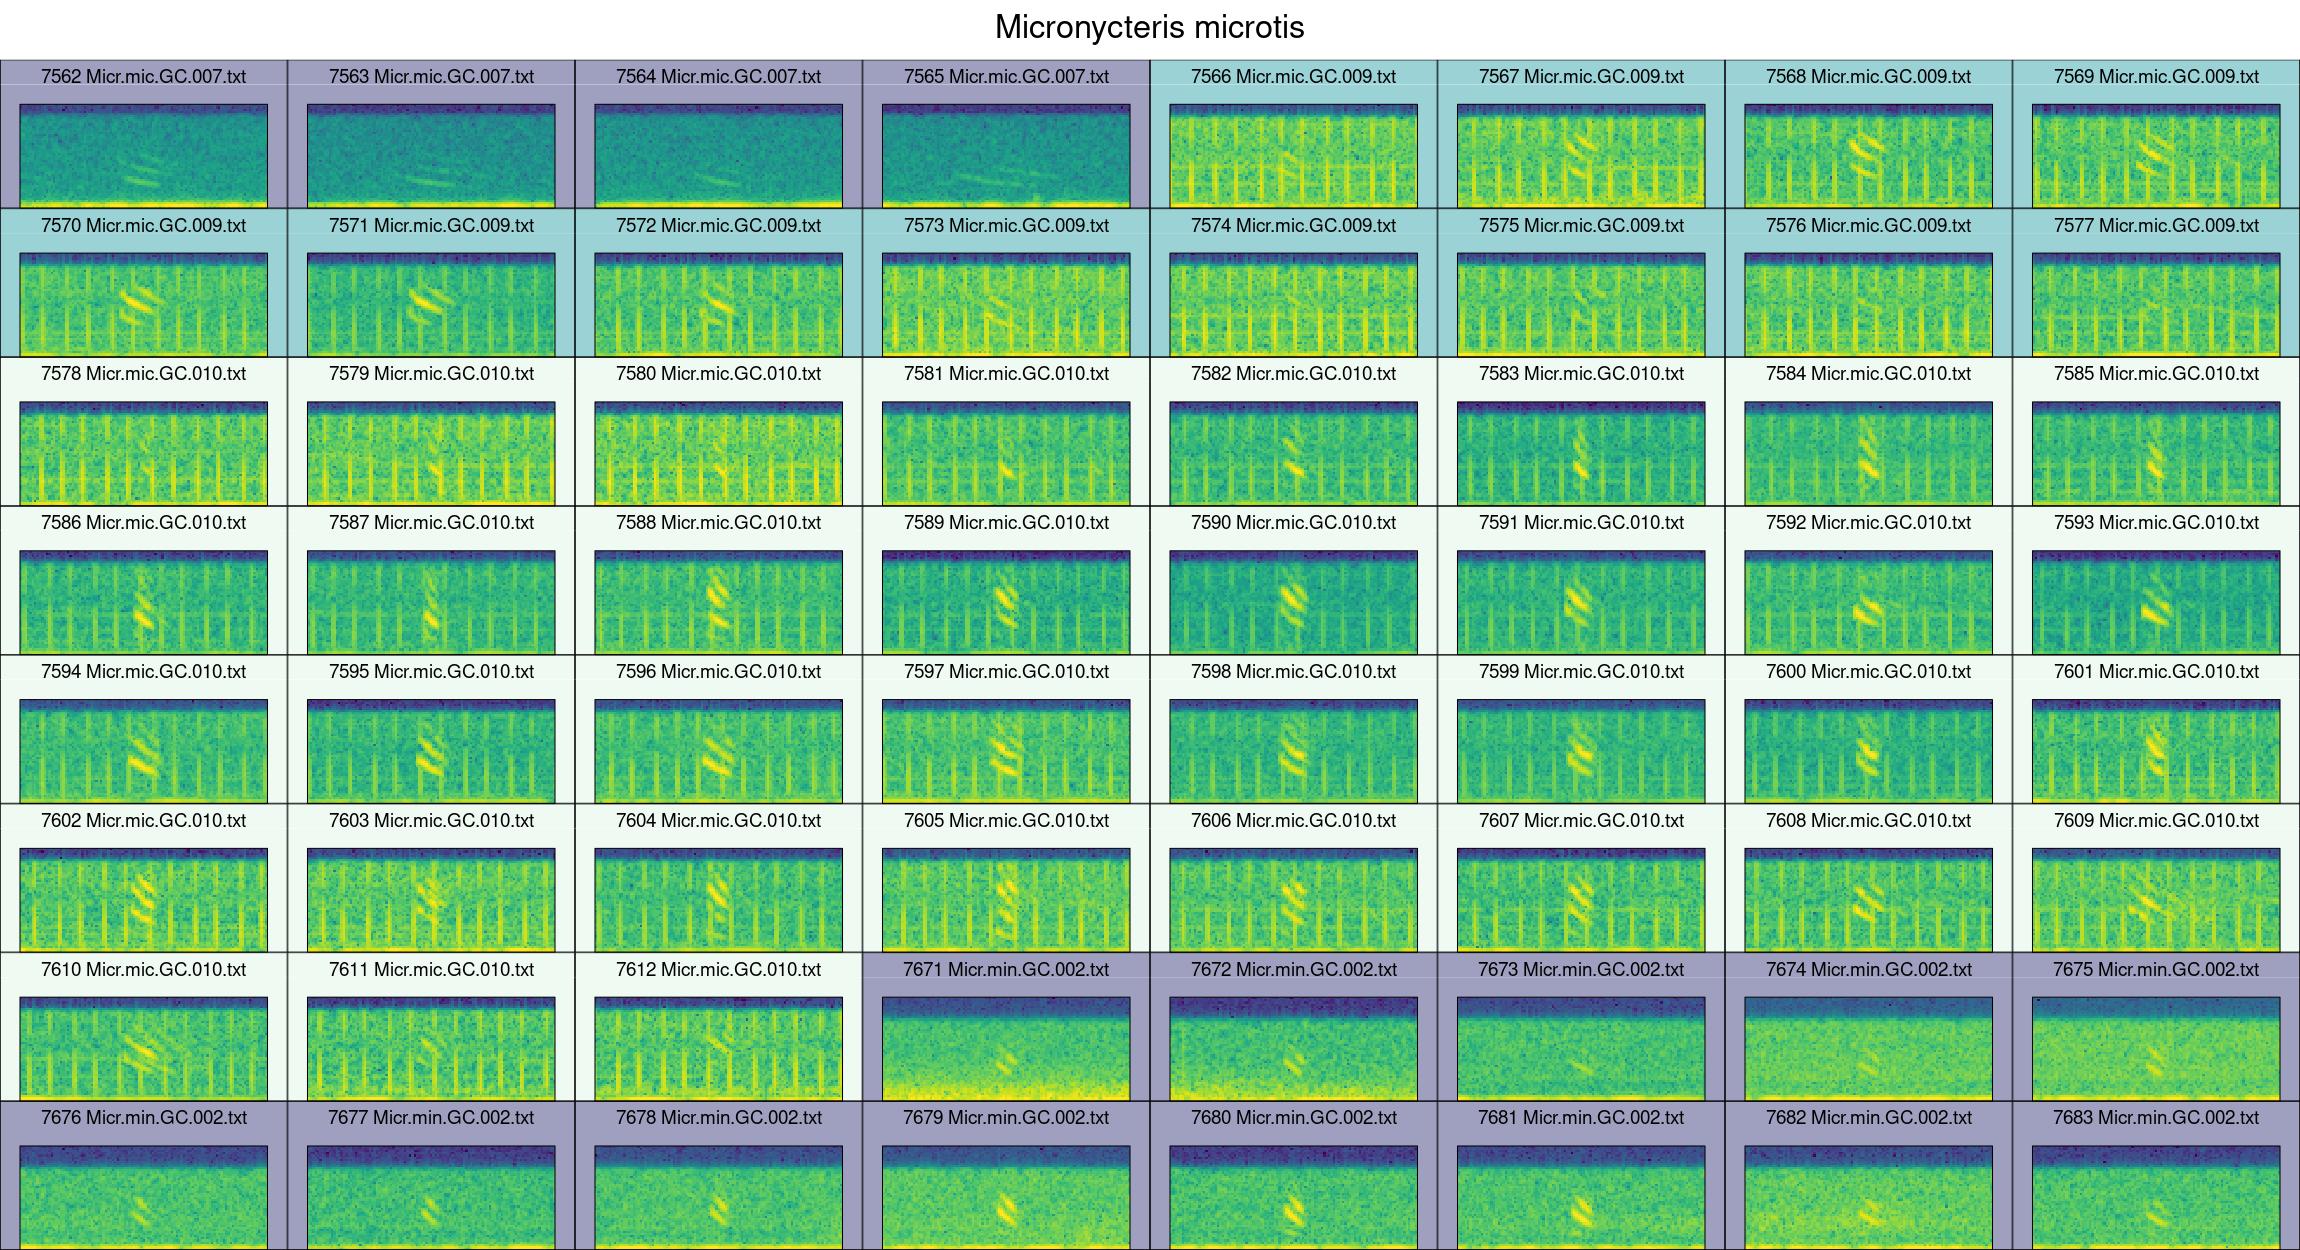 Micronycteris microtis
7562 Micr.mic.GC.007.txt 7563 Micr.mic.GC.007.txt 7564 Micr.mic.GC.007.txt 7565 Micr.mic.GC.007.txt 7566 Micr.mic.GC.009.txt 7567 Micr.mic.GC.009.txt 7568 Micr.mic.GC.009.txt 7569 Micr.mic.GC.009.txt
7570 Micr.mic.GC.009.txt 7571 Micr.mic.GC.009.txt 7572 Micr.mic.GC.009.txt 7573 Micr.mic.GC.009.txt 7574 Micr.mic.GC.009.txt 7575 Micr.mic.GC.009.txt 7576 Micr.mic.GC.009.txt 7577 Micr.mic.GC.009.txt
7578 Micr.mic.GC.010.txt 7579 Micr.mic.GC.010.txt 7580 Micr.mic.GC.010.txt 7581 Micr.mic.GC.010.txt 7582 Micr.mic.GC.010.txt 7583 Micr.mic.GC.010.txt 7584 Micr.mic.GC.010.txt 7585 Micr.mic.GC.010.txt
7586 Micr.mic.GC.010.txt 7587 Micr.mic.GC.010.txt 7588 Micr.mic.GC.010.txt 7589 Micr.mic.GC.010.txt 7590 Micr.mic.GC.010.txt 7591 Micr.mic.GC.010.txt 7592 Micr.mic.GC.010.txt 7593 Micr.mic.GC.010.txt
7594 Micr.mic.GC.010.txt 7595 Micr.mic.GC.010.txt 7596 Micr.mic.GC.010.txt 7597 Micr.mic.GC.010.txt 7598 Micr.mic.GC.010.txt 7599 Micr.mic.GC.010.txt 7600 Micr.mic.GC.010.txt 7601 Micr.mic.GC.010.txt
7602 Micr.mic.GC.010.txt 7603 Micr.mic.GC.010.txt 7604 Micr.mic.GC.010.txt 7605 Micr.mic.GC.010.txt 7606 Micr.mic.GC.010.txt 7607 Micr.mic.GC.010.txt 7608 Micr.mic.GC.010.txt 7609 Micr.mic.GC.010.txt
7610 Micr.mic.GC.010.txt 7611 Micr.mic.GC.010.txt 7612 Micr.mic.GC.010.txt 7671 Micr.min.GC.002.txt 7672 Micr.min.GC.002.txt 7673 Micr.min.GC.002.txt 7674 Micr.min.GC.002.txt 7675 Micr.min.GC.002.txt
7676 Micr.min.GC.002.txt 7677 Micr.min.GC.002.txt 7678 Micr.min.GC.002.txt 7679 Micr.min.GC.002.txt 7680 Micr.min.GC.002.txt 7681 Micr.min.GC.002.txt 7682 Micr.min.GC.002.txt 7683 Micr.min.GC.002.txt